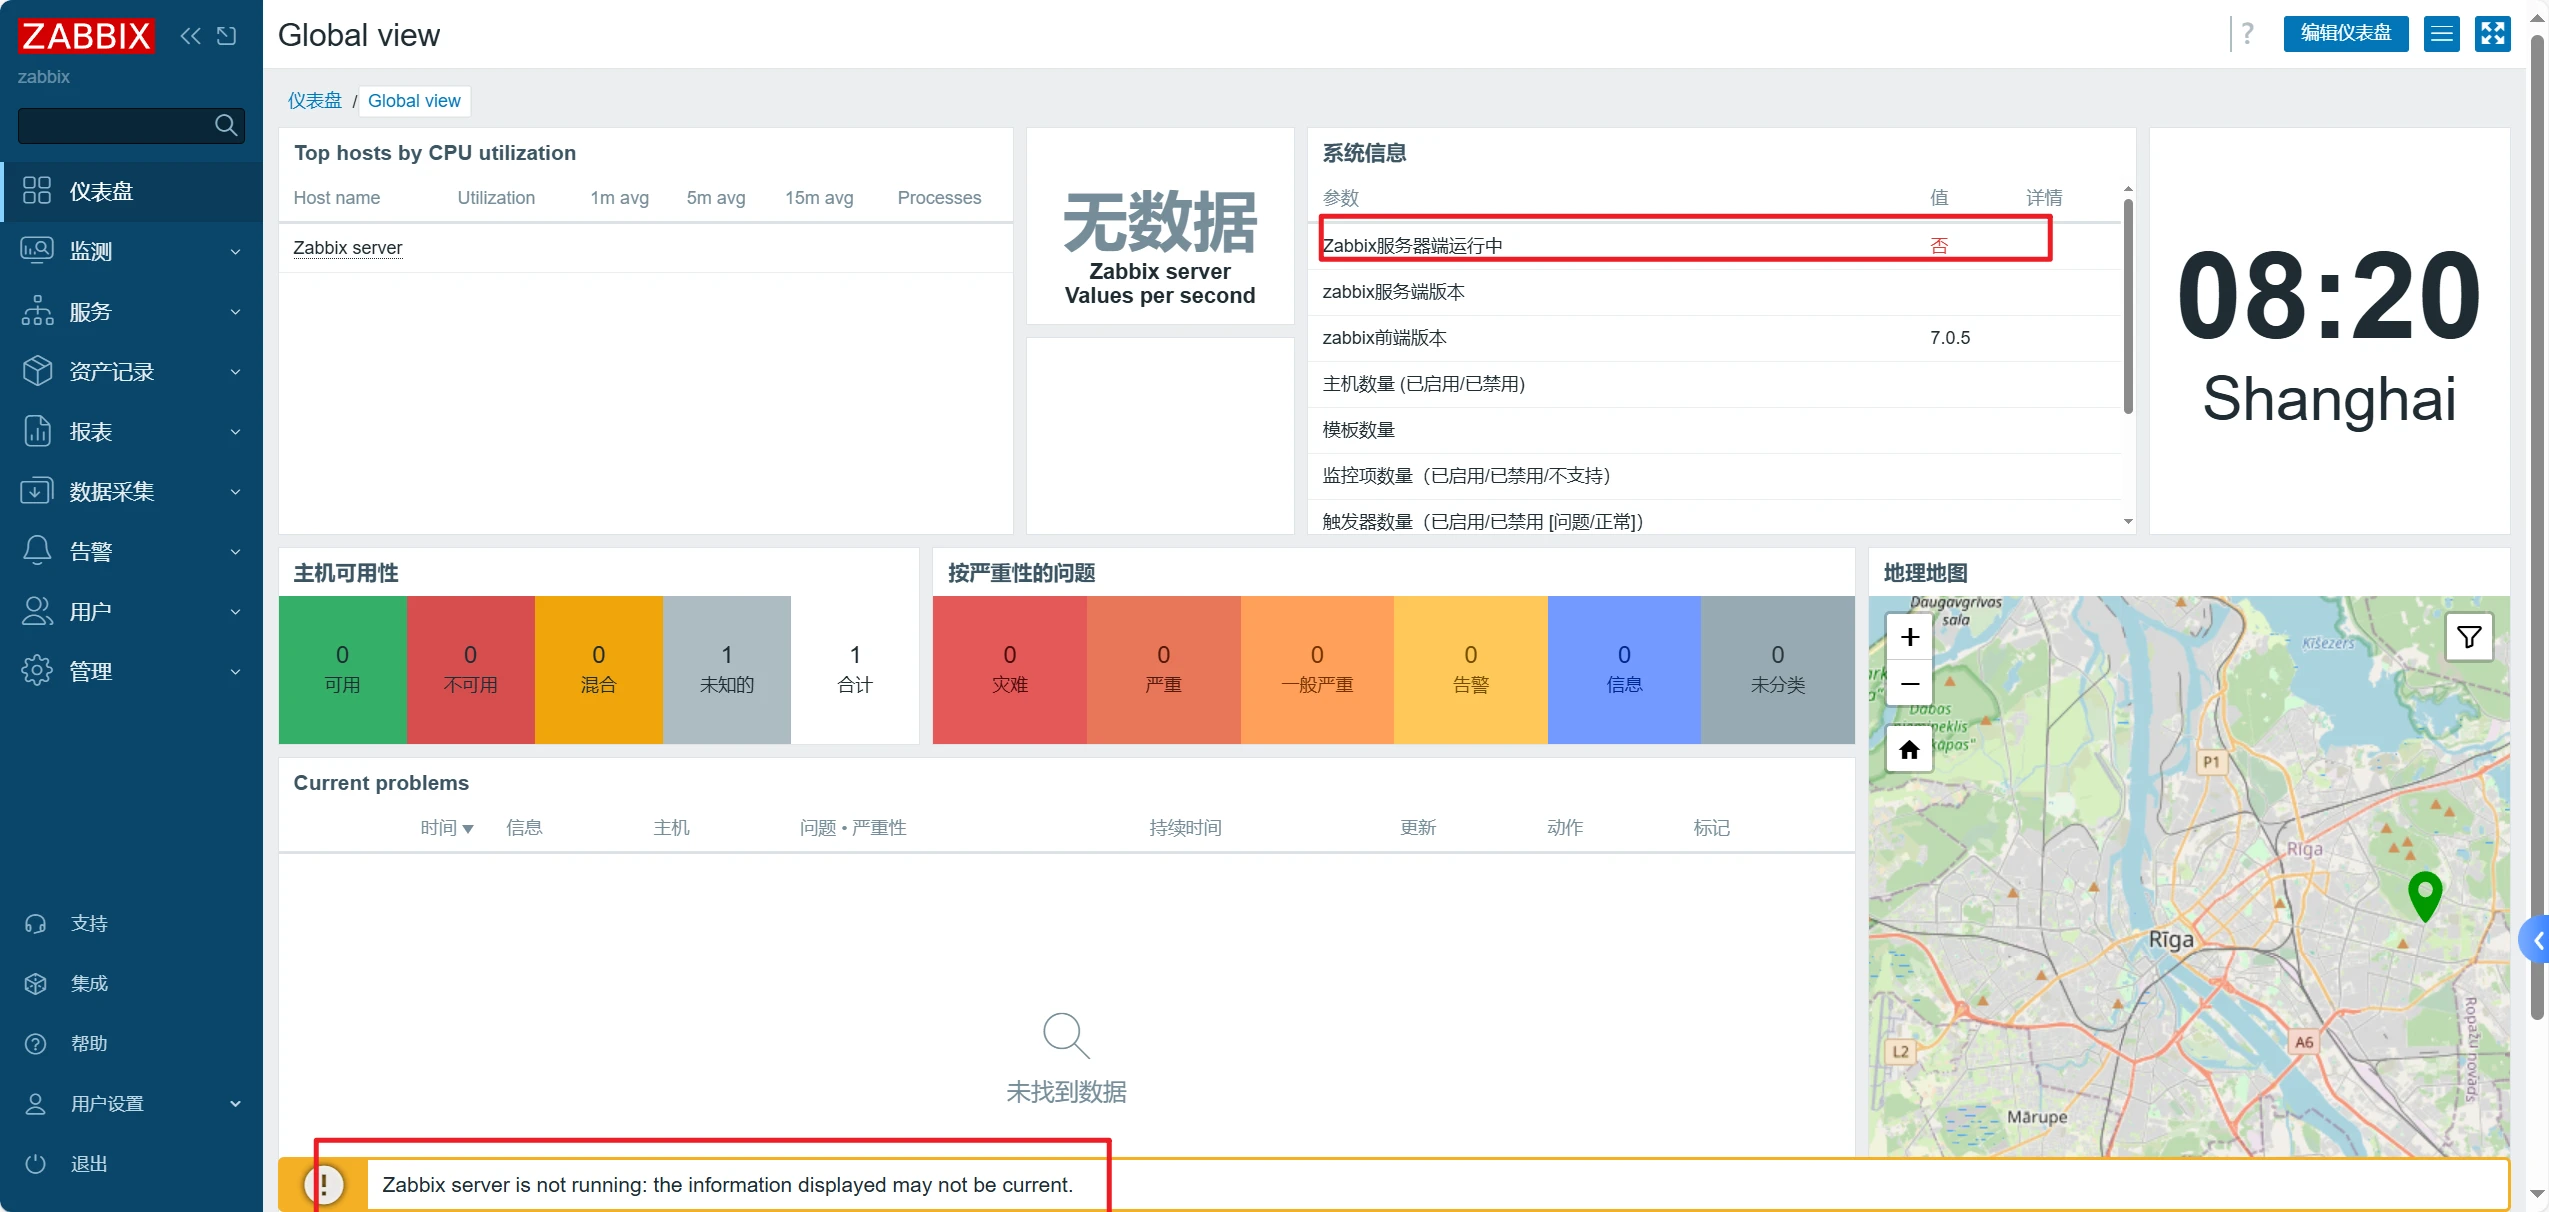 ZABBIX
zabbix
仪表盘
监测
服务
资产记录
报表
数据采集
告警
用户
管理
支持
集成
帮助
用户设置
退出
Global view
?
编辑仪表盘
仪表盘 / Global view
Top hosts by CPU utilization
Host name Utilization 1m avg 5m avg 15m avg Processes
Zabbix server
无数据
Zabbix server
Values per second
系统信息
参数 值 详情
Zabbix服务器端运行中 否
zabbix服务端版本
zabbix前端版本 7.0.5
主机数量 (已启用/已禁用)
模板数量
监控项数量（已启用/已禁用/不支持）
触发器数量（已启用/已禁用 [问题/正常]）
08:20
Shanghai
主机可用性
0 可用
0 不可用
0 混合
1 未知的
1 合计
按严重性的问题
0 灾难
0 严重
0 一般严重
0 告警
0 信息
0 未分类
地理地图
Daugavgrīvas
sala
Ķīšezers
+
−
Dabas
P1
Rīga
Rīga
A6
L2
Mārupe
Ropažu novads
Current problems
时间 ▼ 信息 主机 问题 • 严重性 持续时间 更新 动作 标记
未找到数据
! Zabbix server is not running: the information displayed may not be current.